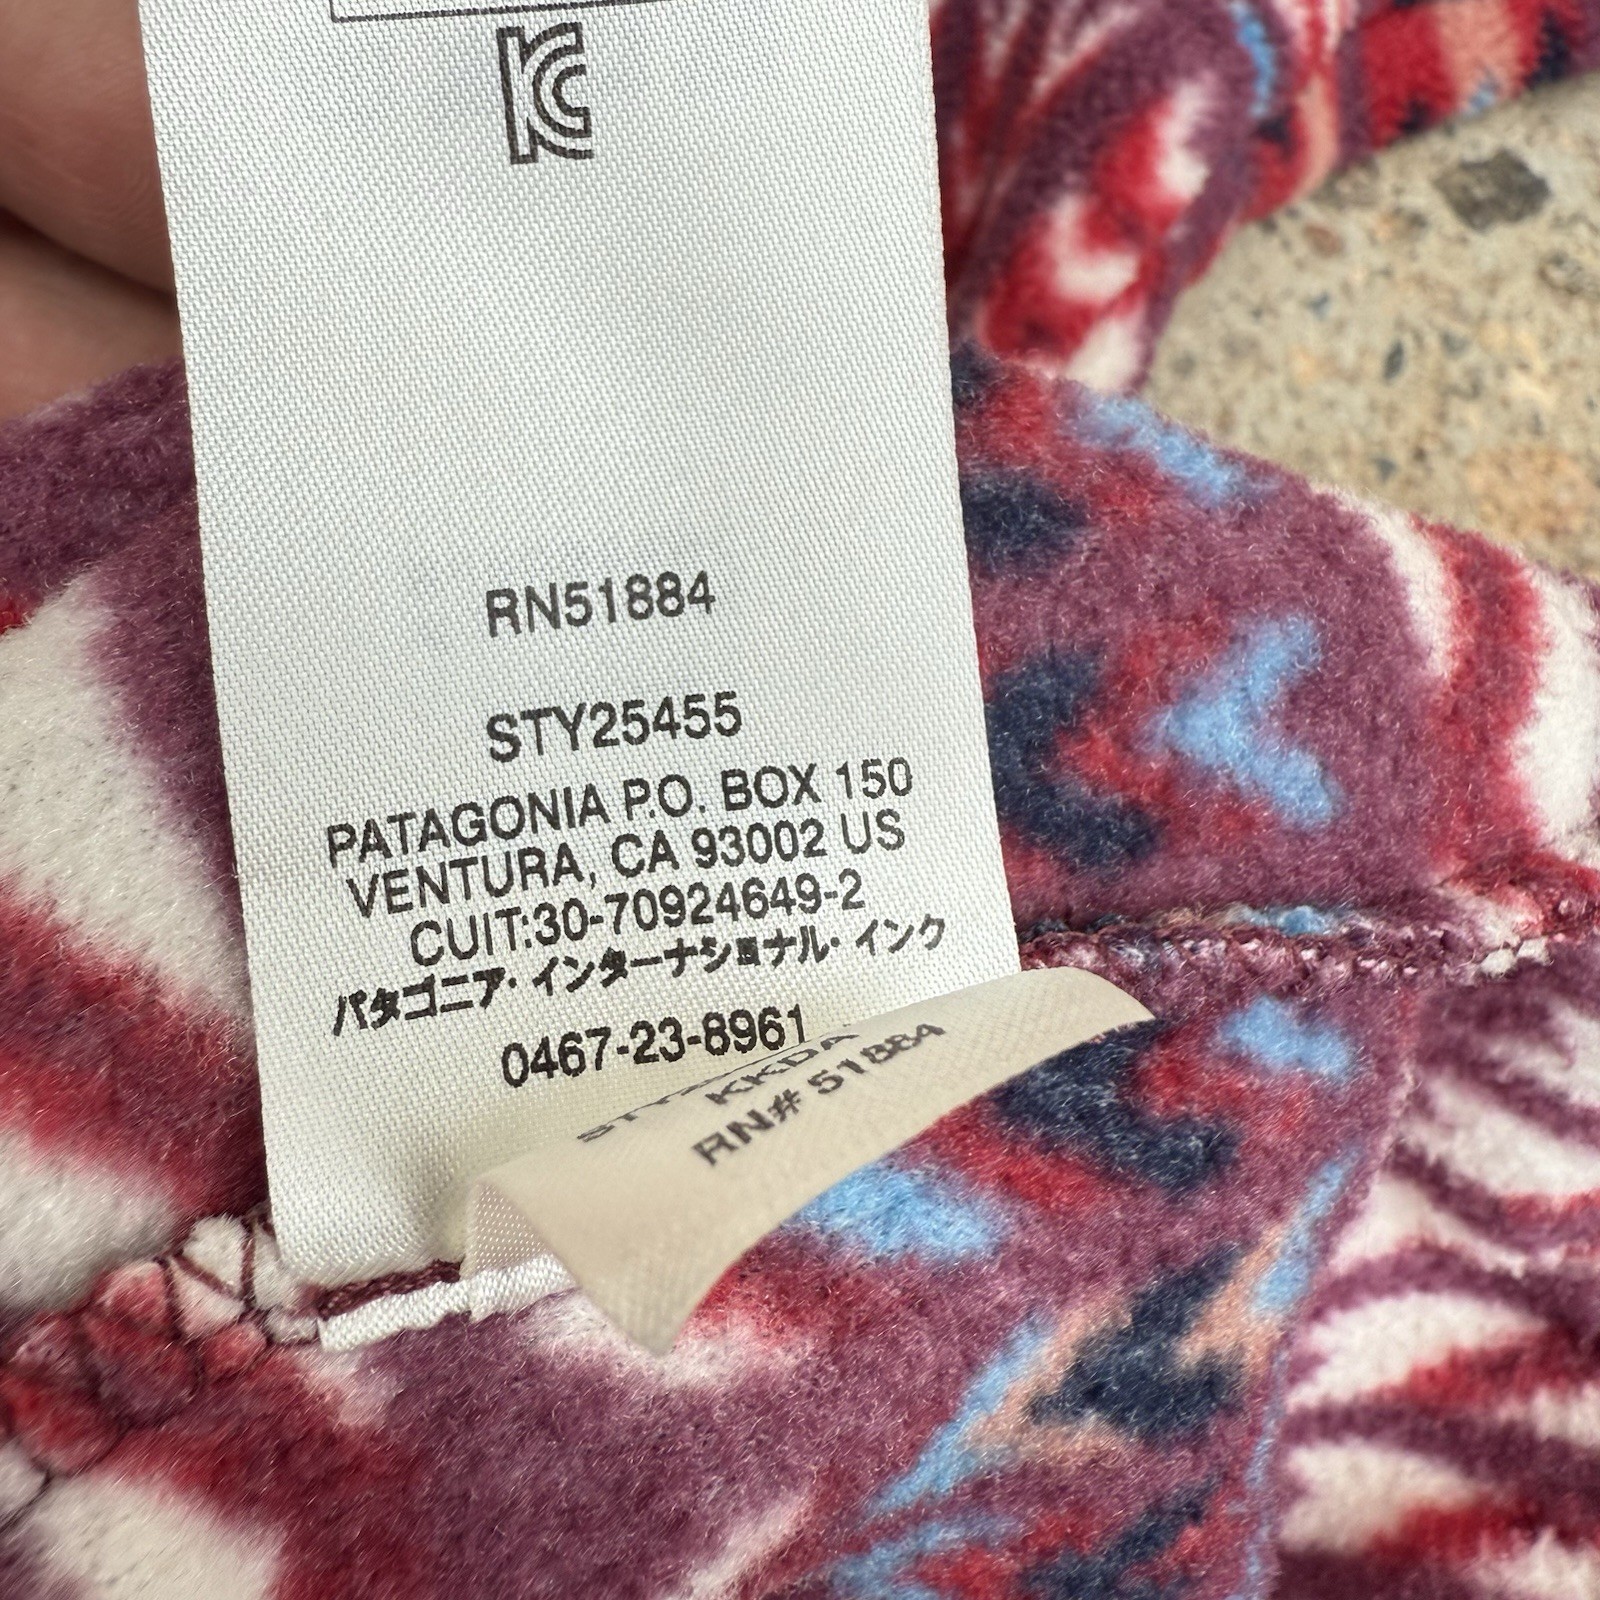 KC
RN51884
STY25455
PATAGONIA P.O. BOX 150
VENTURA, CA 93002 US
CUIT:30-70924649-2
パタゴニア・インターナショナル・インク
0467-23-8961
KKDA
RN# 51884